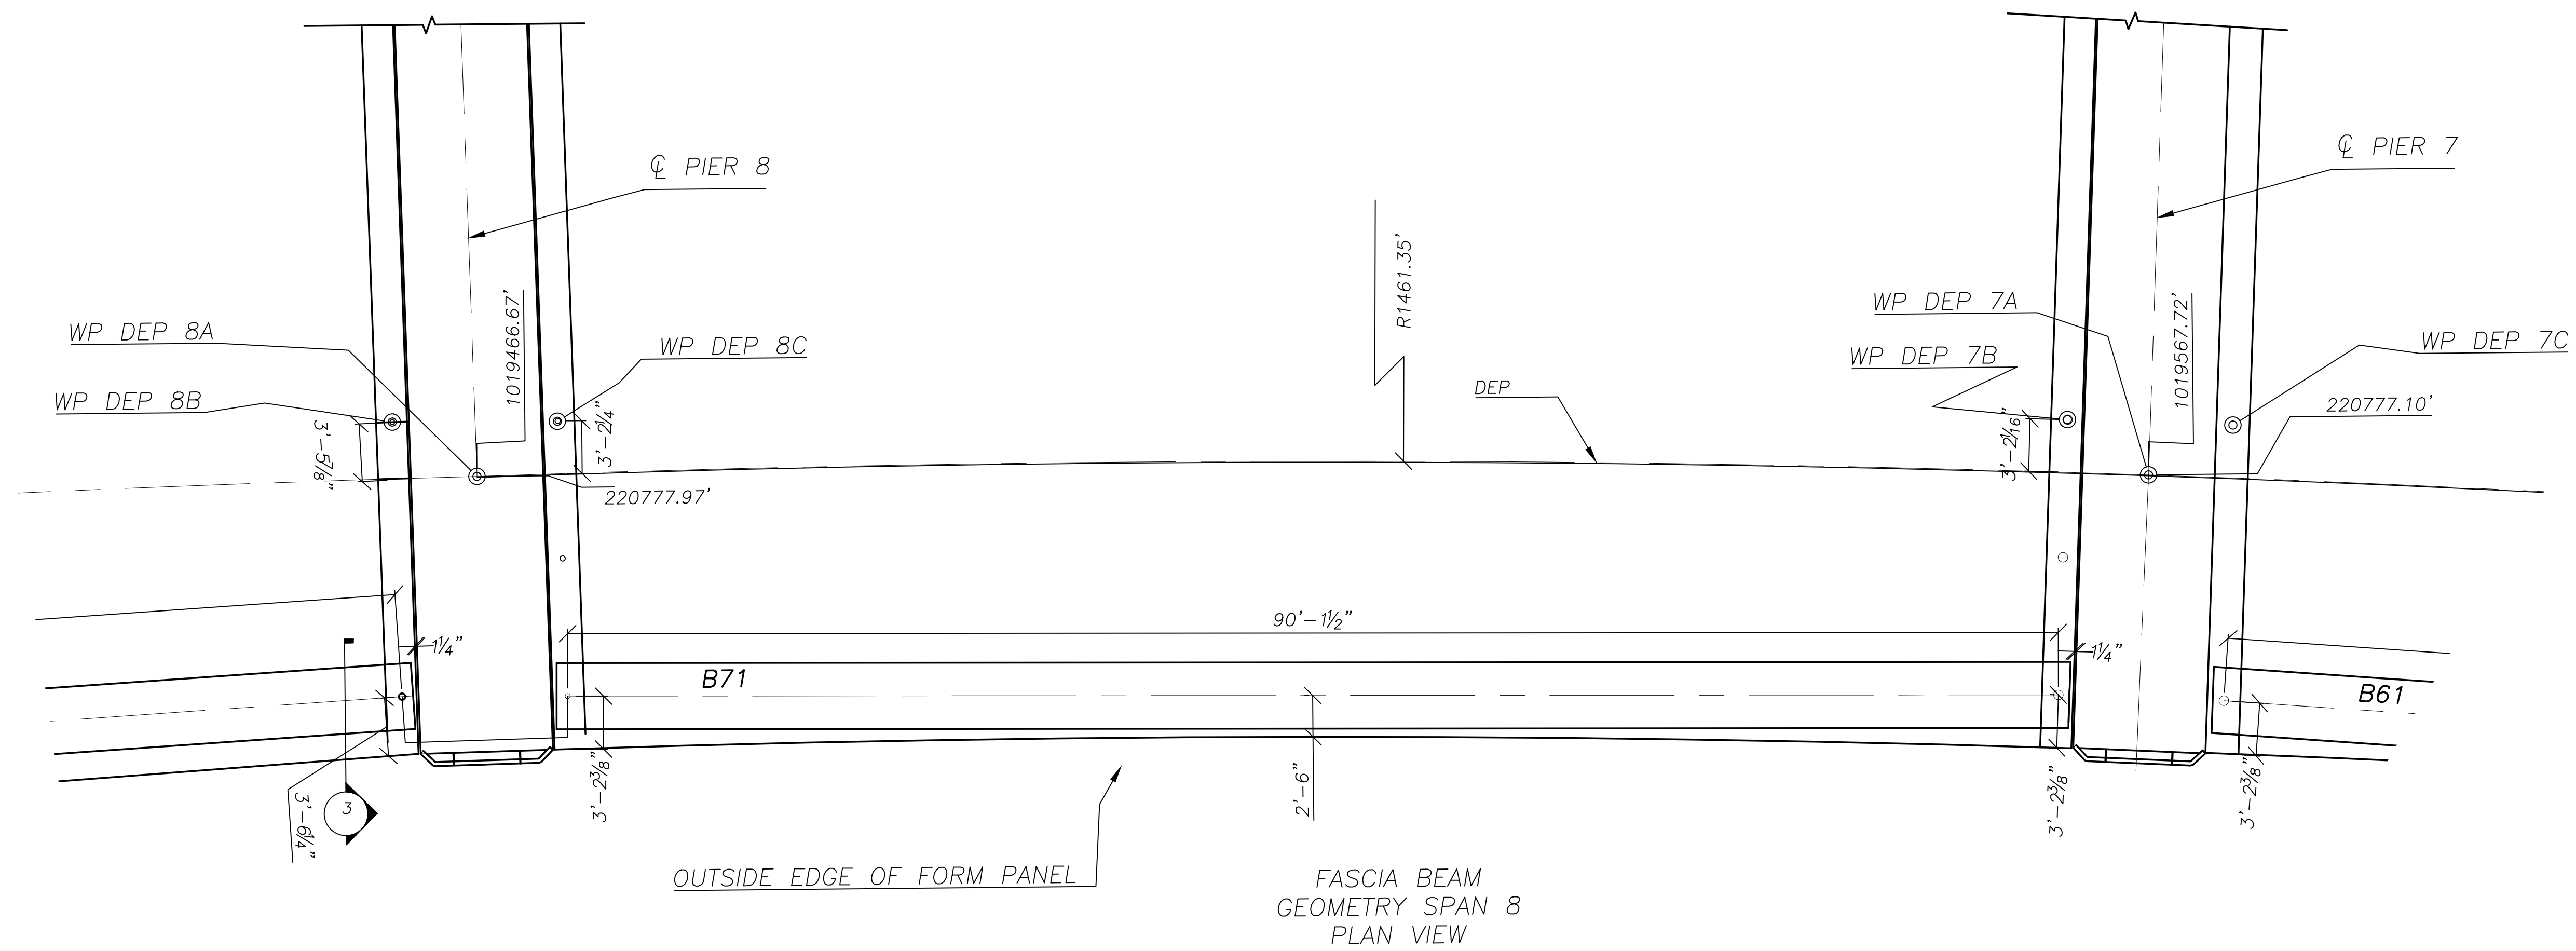 ℄ PIER 8
℄ PIER 7
1019466.67'
R1461.35'
1019567.72'
WP DEP 8A
WP DEP 8C
WP DEP 7A
WP DEP 7C
WP DEP 8B
WP DEP 7B
DEP
220777.10'
3'-5⅞"
3'-2¼"
3'-2 1/16"
220777.97'
90'-1½"
1¼"
1¼"
B71
B61
3'-6¼"
3
3'-2⅜"
2'-6"
3'-2⅜"
3'-2⅜"
OUTSIDE EDGE OF FORM PANEL
FASCIA BEAM
GEOMETRY SPAN 8
PLAN VIEW